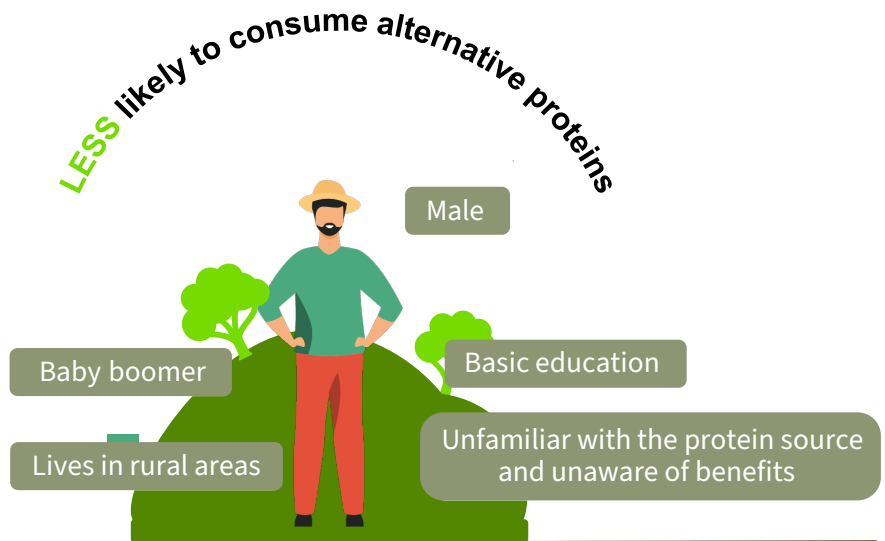 LESS likely to consume alternative proteins
Male
Baby boomer
Basic education
Lives in rural areas
Unfamiliar with the protein source
and unaware of benefits